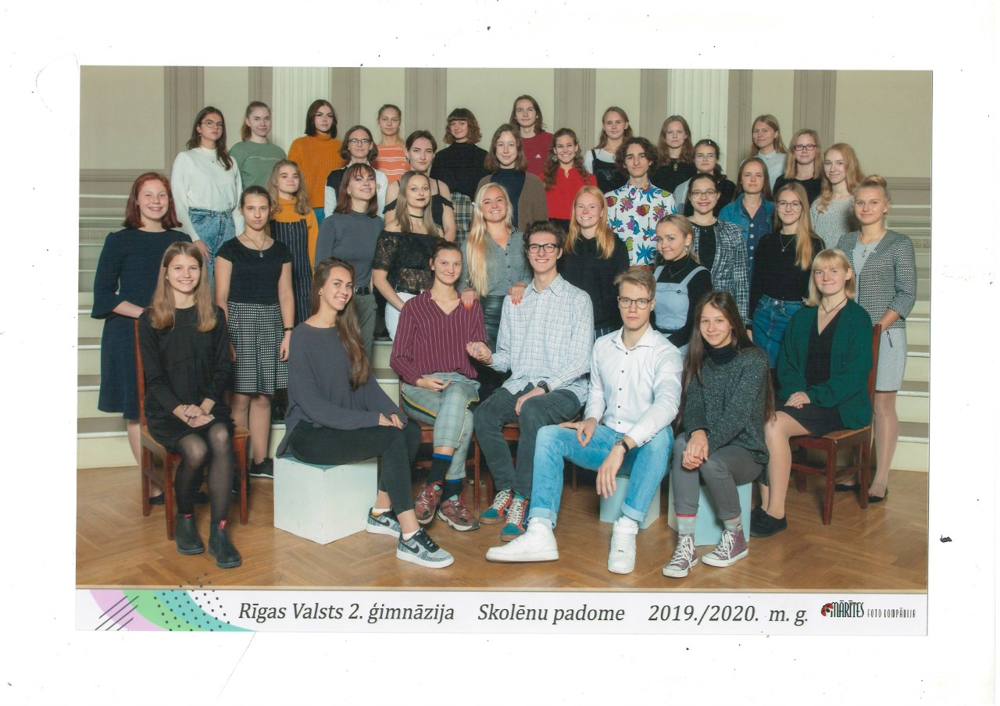 Rīgas Valsts 2. ģimnāzija Skolēnu padome 2019./2020. m. g. MĀRĪTES FOTO KOMPĀNIJA